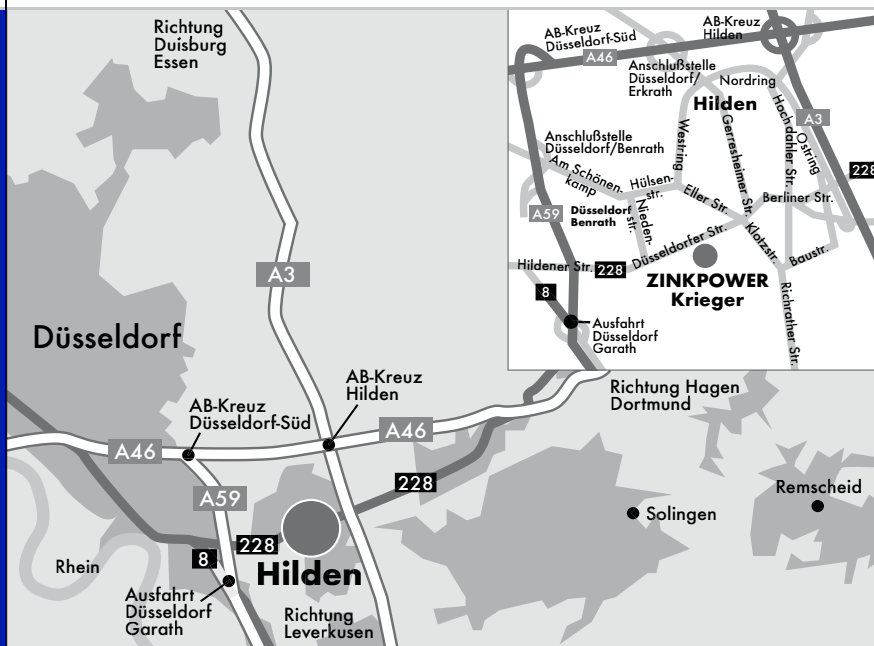 Richtung
Duisburg
Essen
A3
Düsseldorf
AB-Kreuz
Hilden
AB-Kreuz
Düsseldorf-Süd
A46
A46
A59
228
228
8
Hilden
Rhein
Ausfahrt
Düsseldorf
Garath
Richtung
Leverkusen
Richtung Hagen
Dortmund
Solingen
Remscheid
AB-Kreuz
Düsseldorf-Süd
AB-Kreuz
Hilden
A46
Anschlußstelle
Düsseldorf/
Erkrath
Nordring
Hilden
A3
Hochdahler Str.
Ostring
Westring
Gerresheimer Str.
228
Anschlußstelle
Düsseldorf/Benrath
Am Schönen-
kamp
Hülsen-
str.
Eller Str.
Berliner Str.
A59
Düsseldorf
Benrath
Nieden-
str.
Düsseldorfer Str.
Klotzstr.
Baustr.
Hildener Str.
228
ZINKPOWER
Krieger
8
Richrather Str.
Ausfahrt
Düsseldorf
Garath